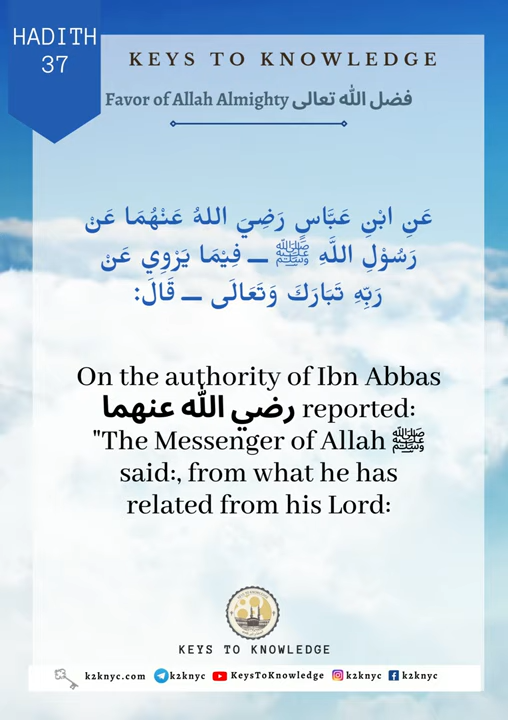 HADITH
37
KEYS TO KNOWLEDGE
Favor of Allah Almighty فضل الله تعالى
عَنِ ابْنِ عَبَّاسٍ رَضِيَ اللهُ عَنْهُمَا عَنْ
رَسُوْلِ اللَّهِ ﷺ ـــ فِيْمَا يَرْوِي عَنْ
رَبِّهِ تَبَارَكَ وَتَعَالَى ـــ قَالَ:
On the authority of Ibn Abbas
رضي الله عنهما reported:
"The Messenger of Allah ﷺ
said:, from what he has
related from his Lord:
KEYS TO KNOWLEDGE
k2knyc.com k2knyc KeysToKnowledge k2knyc k2knyc